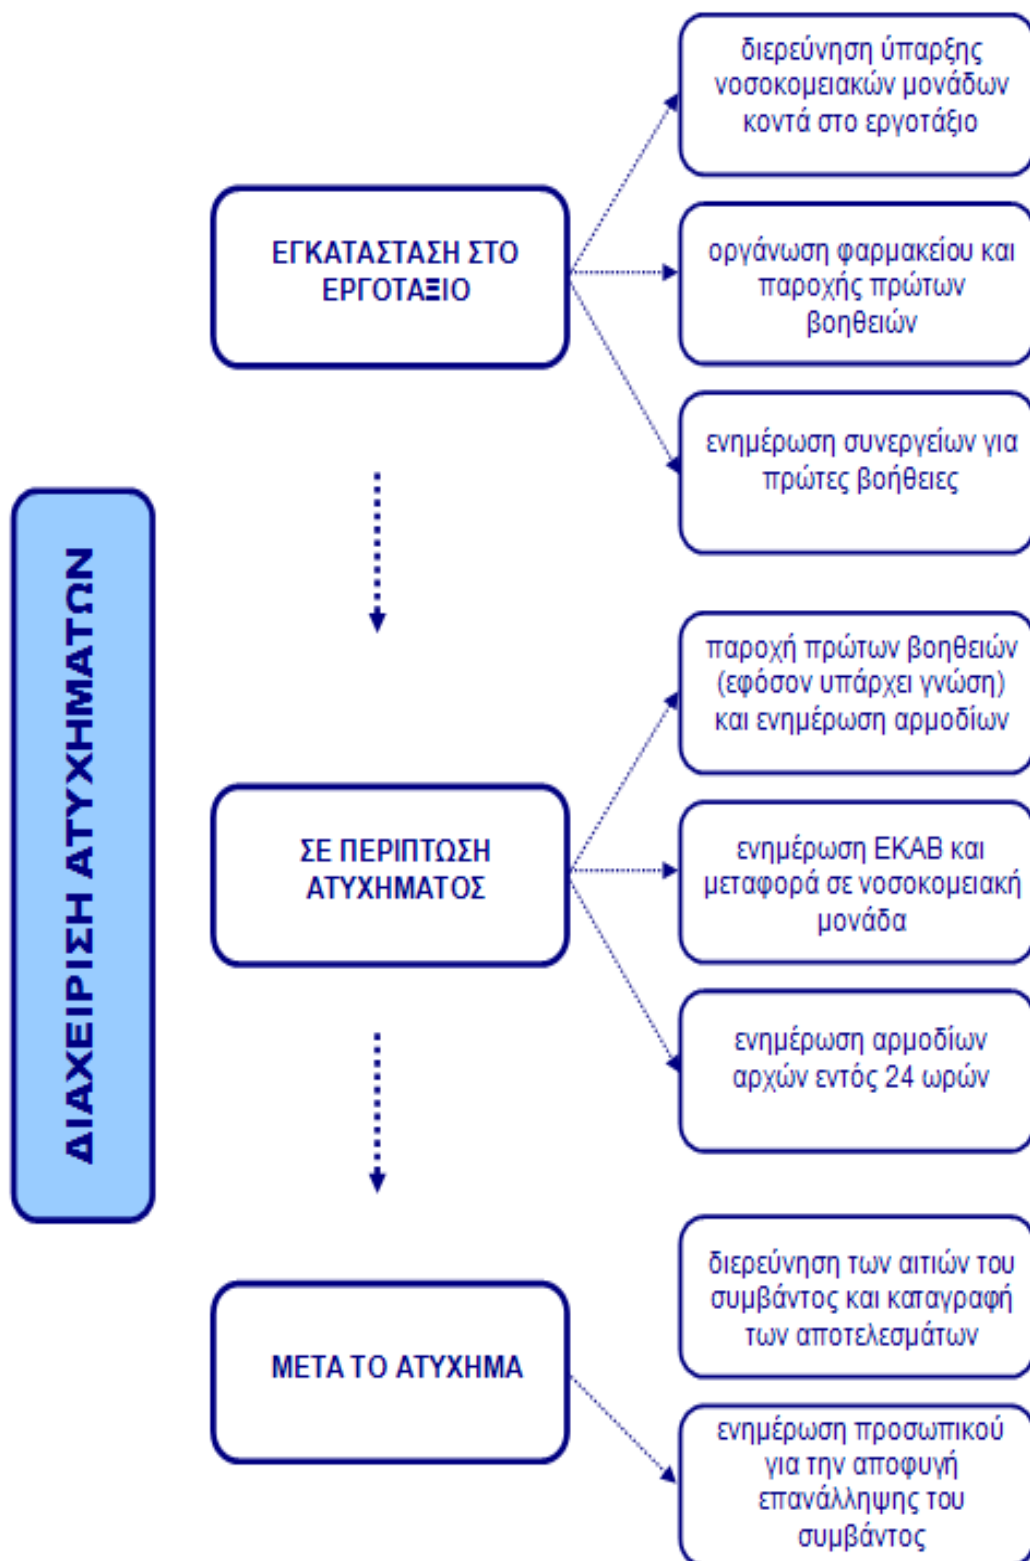 ΔΙΑΧΕΙΡΙΣΗ ΑΤΥΧΗΜΑΤΩΝ
ΕΓΚΑΤΑΣΤΑΣΗ ΣΤΟ
ΕΡΓΟΤΑΞΙΟ
διερεύνηση ύπαρξης
νοσοκομειακών μονάδων
κοντά στο εργοτάξιο
οργάνωση φαρμακείου και
παροχής πρώτων
βοηθειών
ενημέρωση συνεργείων για
πρώτες βοήθειες
ΣΕ ΠΕΡΙΠΤΩΣΗ
ΑΤΥΧΗΜΑΤΟΣ
παροχή πρώτων βοηθειών
(εφόσον υπάρχει γνώση)
και ενημέρωση αρμοδίων
ενημέρωση ΕΚΑΒ και
μεταφορά σε νοσοκομειακή
μονάδα
ενημέρωση αρμοδίων
αρχών εντός 24 ωρών
ΜΕΤΑ ΤΟ ΑΤΥΧΗΜΑ
διερεύνηση των αιτιών του
συμβάντος και καταγραφή
των αποτελεσμάτων
ενημέρωση προσωπικού
για την αποφυγή
επανάλληψης του
συμβάντος